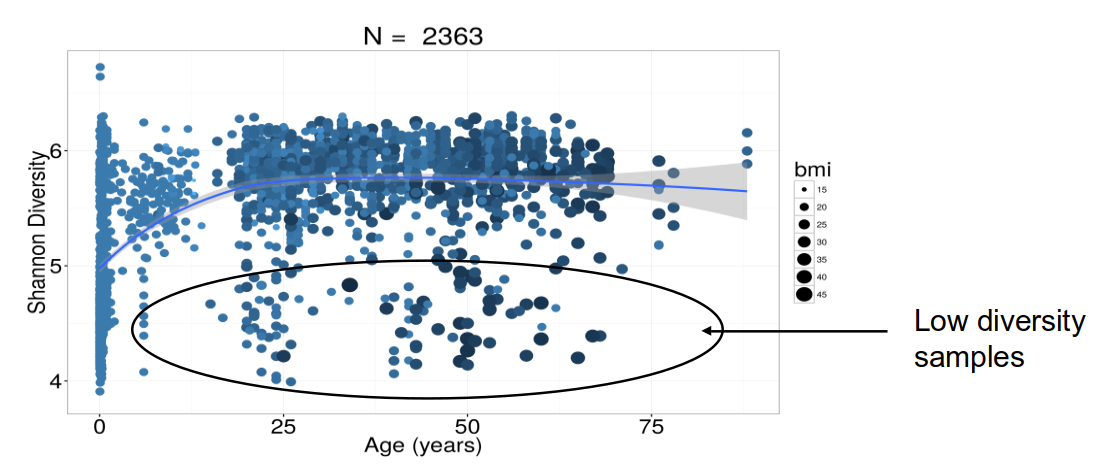 N = 2363
Shannon Diversity
6
5
4
0
25
50
75
Age (years)
bmi
15
20
25
30
35
40
45
Low diversity
samples